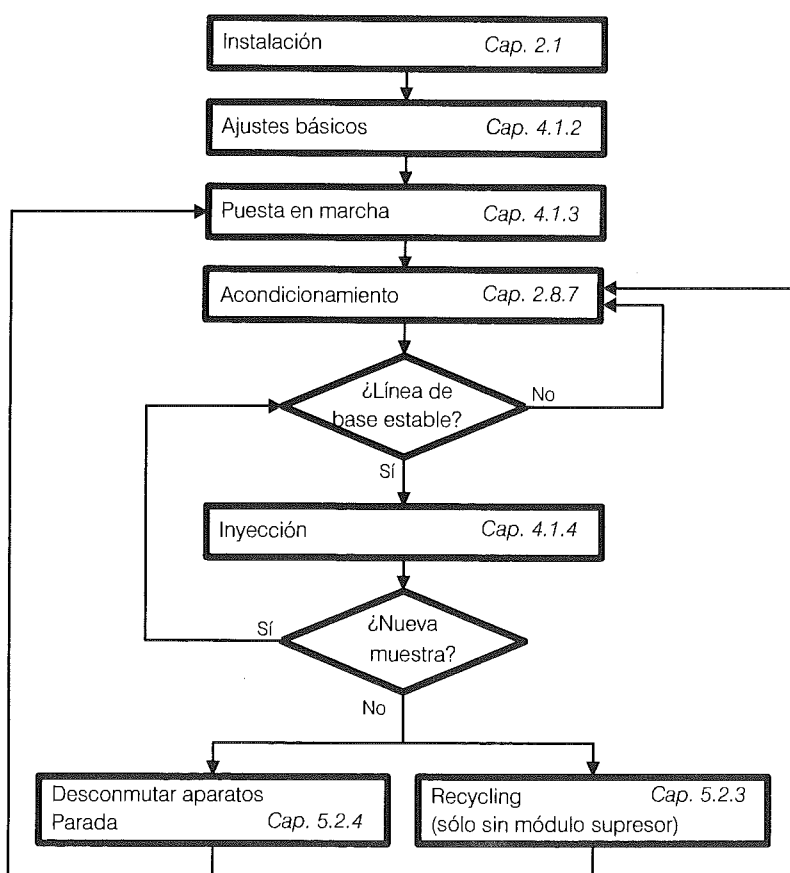 Instalación Cap. 2.1
Ajustes básicos Cap. 4.1.2
Puesta en marcha Cap. 4.1.3
Acondicionamiento Cap. 2.8.7
¿Línea de
base estable?
No
Sí
Inyección Cap. 4.1.4
¿Nueva
muestra?
Sí
No
Desconmutar aparatos
Parada Cap. 5.2.4
Recycling Cap. 5.2.3
(sólo sin módulo supresor)